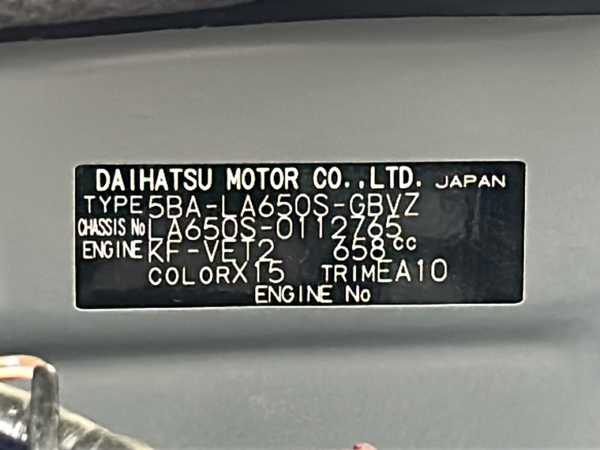 DAIHATSU MOTOR CO.,LTD. JAPAN
TYPE 5BA-LA650S-GBVZ
CHASSIS No LA650S-0112765
ENGINE KF-VET2 658cc
COLOR X15 TRIM EA10
ENGINE No